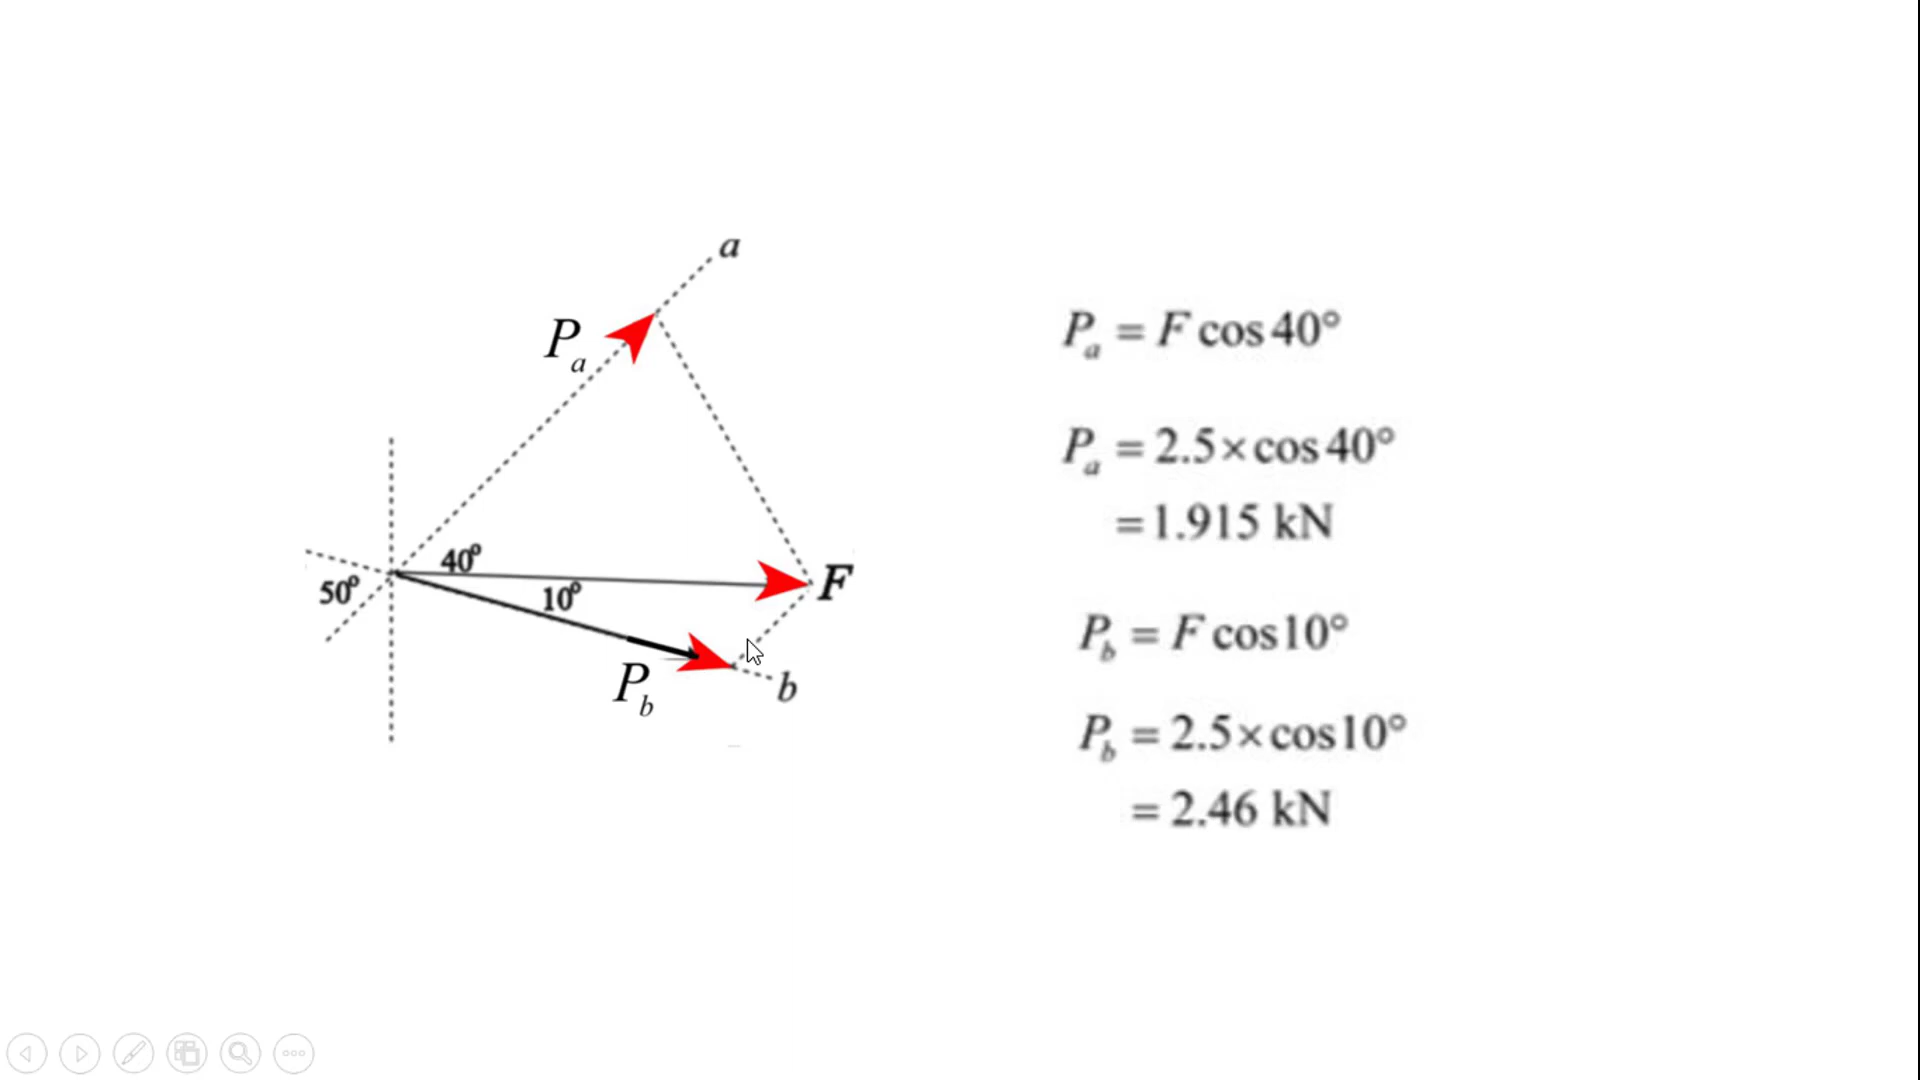 a
P_a
40°
50°
10°
F
P_b
b
P_a = F cos 40°
P_a = 2.5 × cos 40°
= 1.915 kN
P_b = F cos 10°
P_b = 2.5 × cos 10°
= 2.46 kN